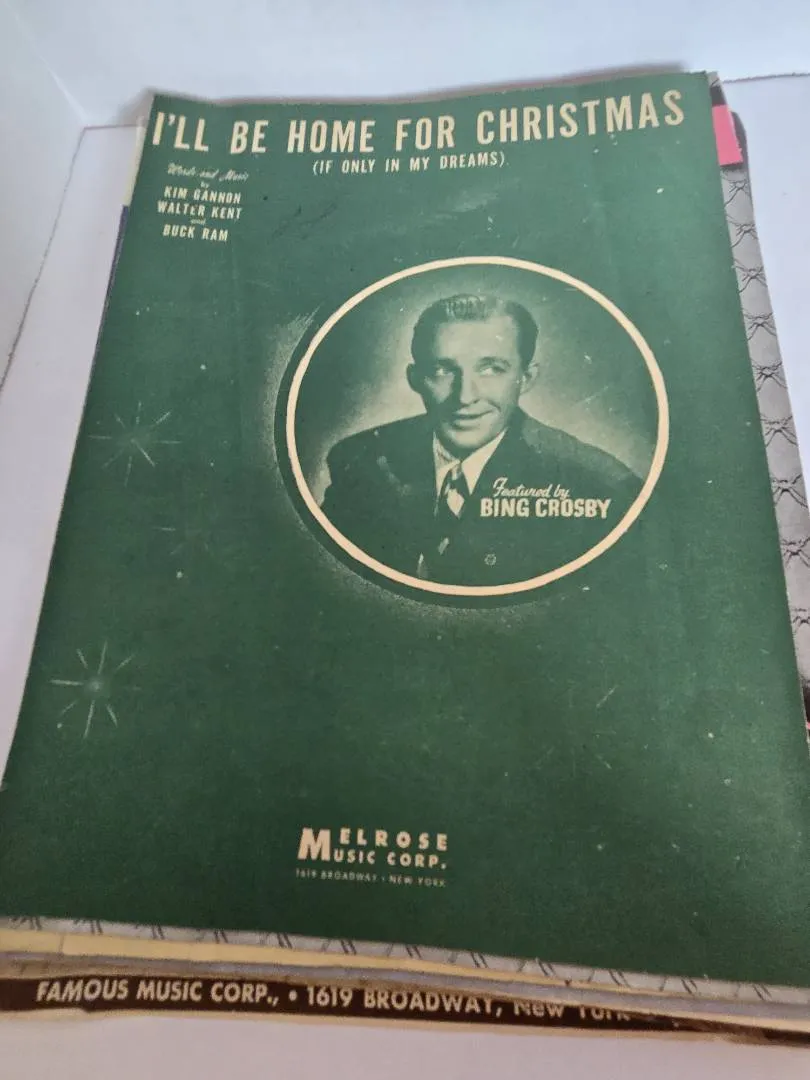 I'LL BE HOME FOR CHRISTMAS
(IF ONLY IN MY DREAMS)
Words and Music
by
KIM GANNON
WALTER KENT
and
BUCK RAM
Featured by
BING CROSBY
MELROSE
MUSIC CORP.
1619 BROADWAY • NEW YORK
FAMOUS MUSIC CORP., • 1619 BROADWAY, New York